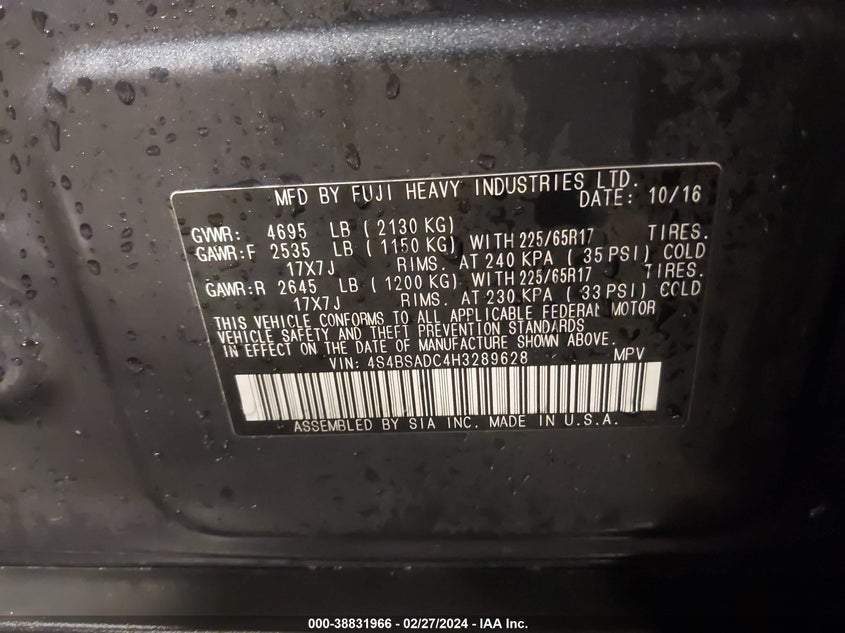 MFD BY FUJI HEAVY INDUSTRIES LTD.
DATE: 10/16
GVWR: 4695 LB ( 2130 KG)
GAWR:F 2535 LB ( 1150 KG) WITH 225/65R17 TIRES.
17X7J RIMS. AT 240 KPA ( 35 PSI) COLD
GAWR:R 2645 LB ( 1200 KG) WITH 225/65R17 TIRES.
17X7J RIMS. AT 230 KPA ( 33 PSI) COLD
THIS VEHICLE CONFORMS TO ALL APPLICABLE FEDERAL MOTOR
VEHICLE SAFETY AND THEFT PREVENTION STANDARDS
IN EFFECT ON THE DATE OF MANUFACTURE SHOWN ABOVE.
VIN: 4S4BSADC4H3289628 MPV
ASSEMBLED BY SIA INC. MADE IN U.S.A.
000-38831966 - 02/27/2024 - IAA Inc.